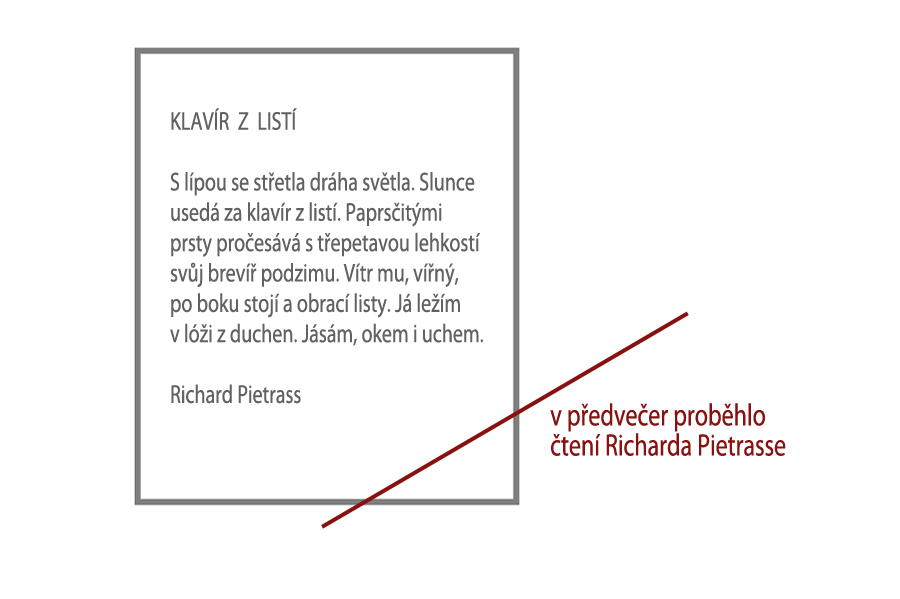 KLAVÍR Z LISTÍ
S lípou se střetla dráha světla. Slunce
usedá za klavír z listí. Paprsčitými
prsty pročesává s třepetavou lehkostí
svůj brevíř podzimu. Vítr mu, vířný,
po boku stojí a obrací listy. Já ležím
v lóži z duchen. Jásám, okem i uchem.
Richard Pietrass
v předvečer proběhlo
čtení Richarda Pietrasse